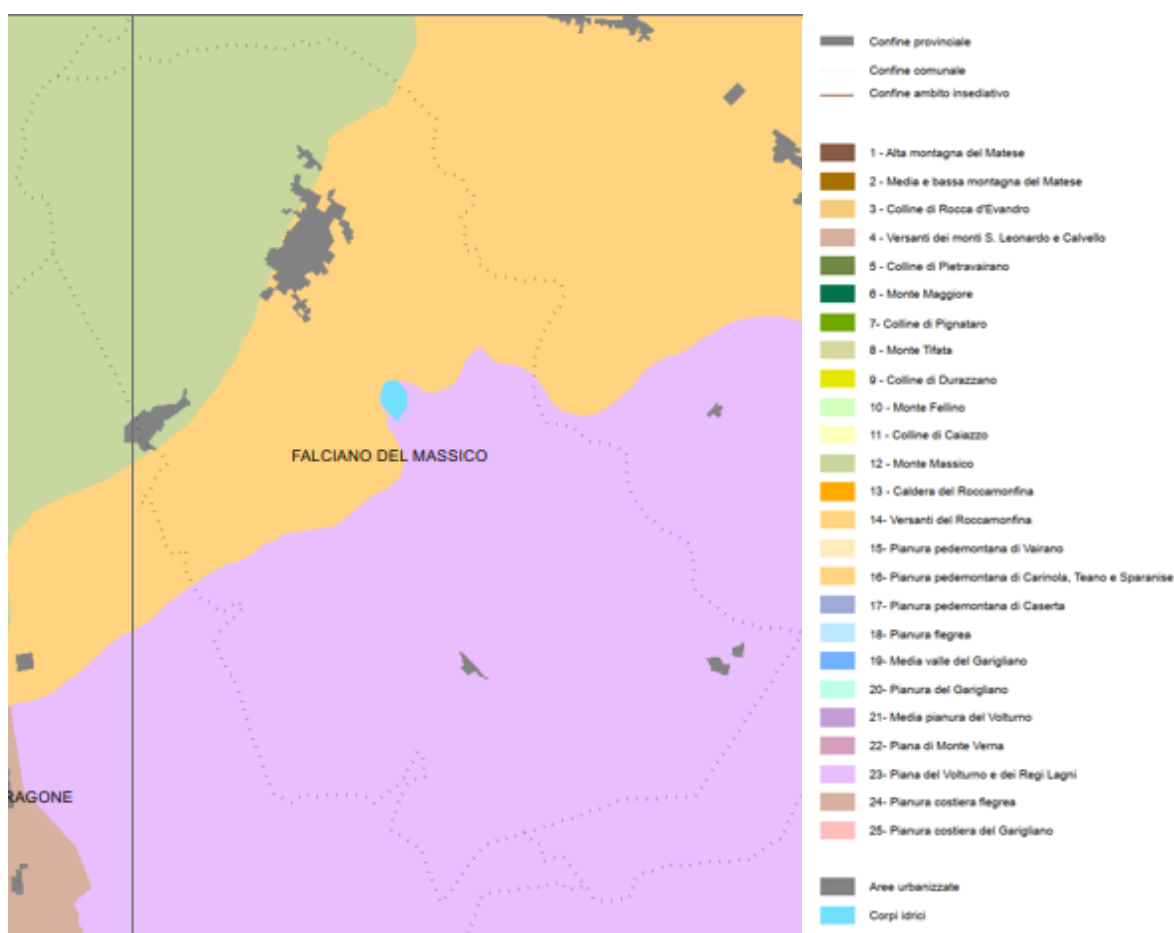 FALCIANO DEL MASSICO
RAGONE
Confine provinciale
Confine comunale
Confine ambito insediativo
1 - Alta montagna del Matese
2 - Media e bassa montagna del Matese
3 - Colline di Rocca d'Evandro
4 - Versanti dei monti S. Leonardo e Calvello
5 - Colline di Pietravairano
6 - Monte Maggiore
7- Colline di Pignataro
8 - Monte Tifata
9 - Colline di Durazzano
10 - Monte Fellino
11 - Colline di Caiazzo
12 - Monte Massico
13 - Caldera del Roccamonfina
14- Versanti del Roccamonfina
15- Pianura pedemontana di Vairano
16- Pianura pedemontana di Carinola, Teano e Sparanise
17- Pianura pedemontana di Caserta
18- Pianura flegrea
19- Media valle del Garigliano
20- Pianura del Garigliano
21- Media pianura del Volturno
22- Piana di Monte Verna
23- Piana del Volturno e dei Regi Lagni
24- Pianura costiera flegrea
25- Pianura costiera del Garigliano
Aree urbanizzate
Corpi idrici